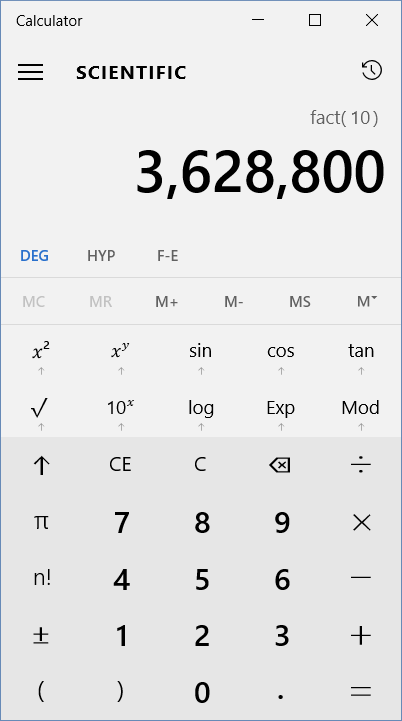 Calculator
SCIENTIFIC
fact( 10 )
3,628,800
DEG HYP F-E
MC MR M+ M- MS M▾
x² xʸ sin cos tan
↑ ↑ ↑ ↑ ↑
√ 10ˣ log Exp Mod
↑ ↑ ↑ ↑ ↑
↑ CE C ⌫ ÷
π 7 8 9 ×
n! 4 5 6 −
± 1 2 3 +
( ) 0 . =